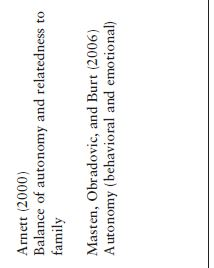 Arnett (2000)
Balance of autonomy and relatedness to
family
Masten, Obradovic, and Burt (2006)
Autonomy (behavioral and emotional)